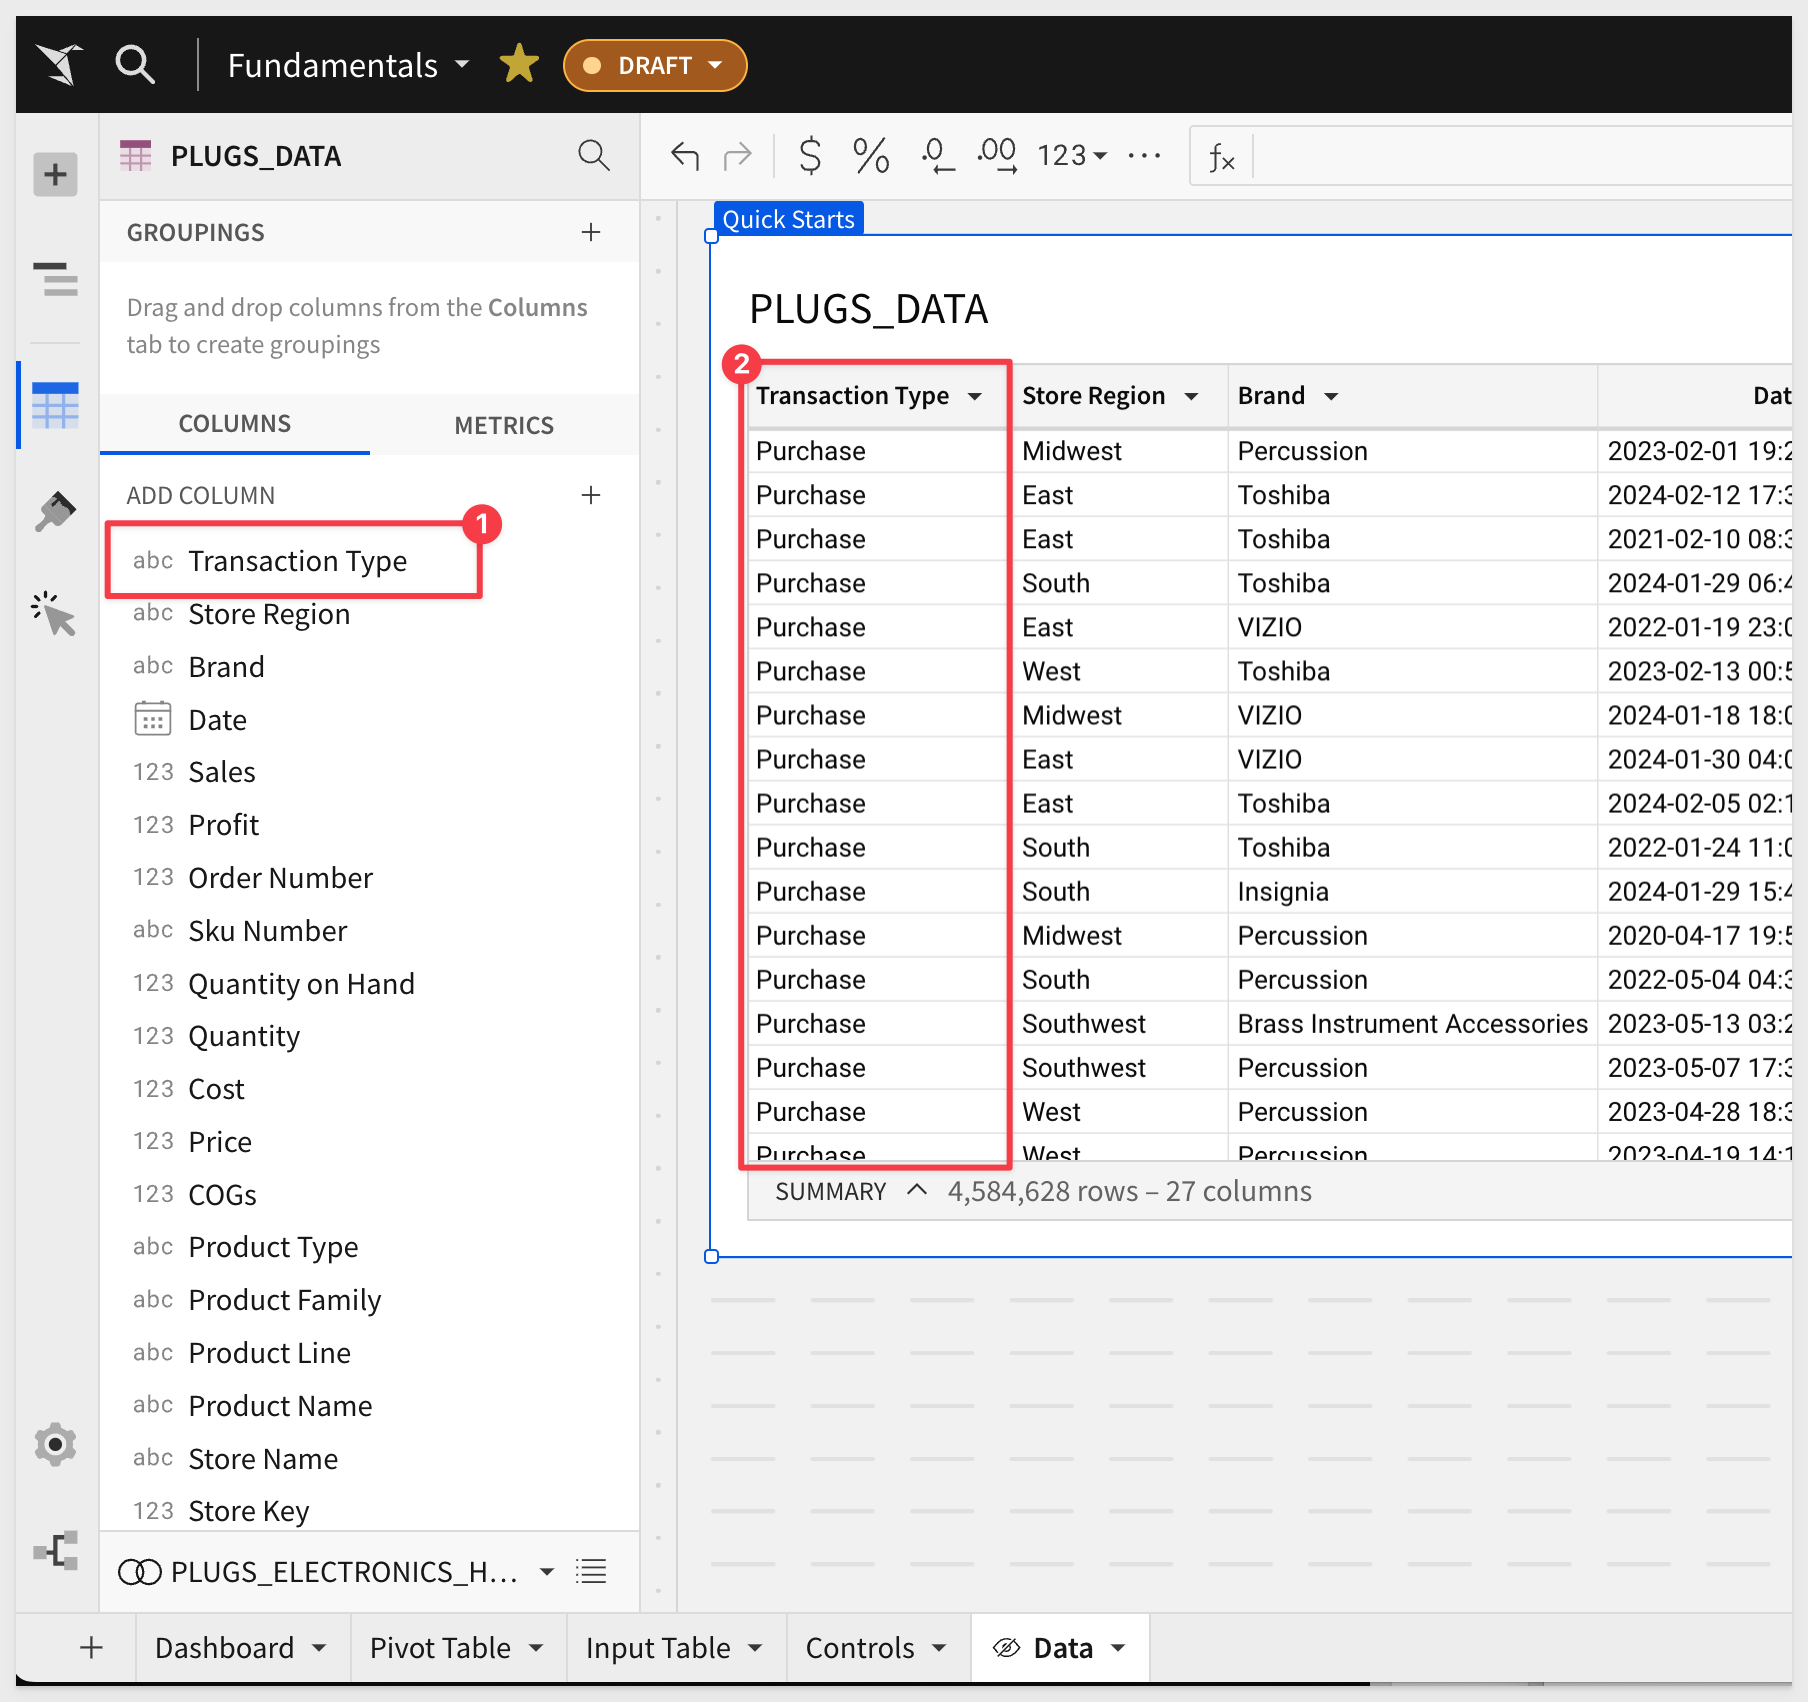 Fundamentals
DRAFT
PLUGS_DATA
$ % .0 .00 123 ... fx
GROUPINGS
Drag and drop columns from the Columns
tab to create groupings
COLUMNS METRICS
ADD COLUMN
1
abc Transaction Type
abc Store Region
abc Brand
Date
123 Sales
123 Profit
123 Order Number
abc Sku Number
123 Quantity on Hand
123 Quantity
123 Cost
123 Price
123 COGs
abc Product Type
abc Product Family
abc Product Line
abc Product Name
abc Store Name
123 Store Key
PLUGS_ELECTRONICS_H...
Quick Starts
PLUGS_DATA
2
Transaction Type Store Region Brand Dat
Purchase Midwest Percussion 2023-02-01 19:2
Purchase East Toshiba 2024-02-12 17:3
Purchase East Toshiba 2021-02-10 08:3
Purchase South Toshiba 2024-01-29 06:4
Purchase East VIZIO 2022-01-19 23:0
Purchase West Toshiba 2023-02-13 00:5
Purchase Midwest VIZIO 2024-01-18 18:0
Purchase East VIZIO 2024-01-30 04:0
Purchase East Toshiba 2024-02-05 02:1
Purchase South Toshiba 2022-01-24 11:0
Purchase South Insignia 2024-01-29 15:4
Purchase Midwest Percussion 2020-04-17 19:5
Purchase South Percussion 2022-05-04 04:3
Purchase Southwest Brass Instrument Accessories 2023-05-13 03:2
Purchase Southwest Percussion 2023-05-07 17:3
Purchase West Percussion 2023-04-28 18:3
Purchase West Percussion 2023-04-19 14:1
SUMMARY 4,584,628 rows – 27 columns
Dashboard Pivot Table Input Table Controls Data